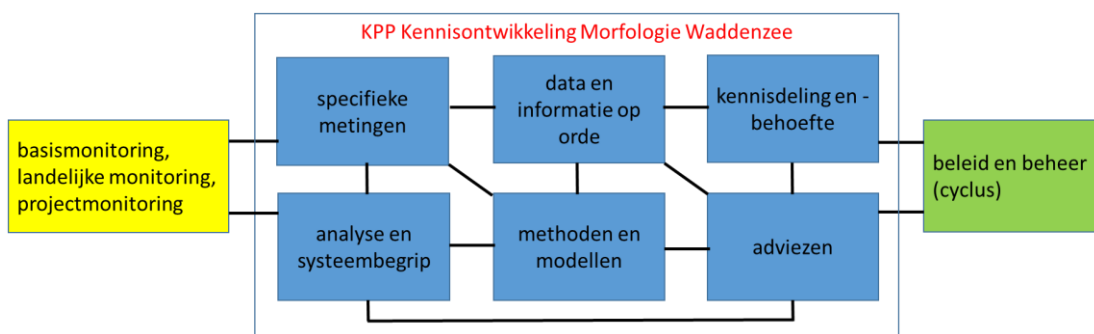 KPP Kennisontwikkeling Morfologie Waddenzee
specifieke
metingen
data en
informatie op
orde
kennisdeling en -
behoefte
basismonitoring,
landelijke monitoring,
projectmonitoring
analyse en
systeembegrip
methoden en
modellen
adviezen
beleid en beheer
(cyclus)